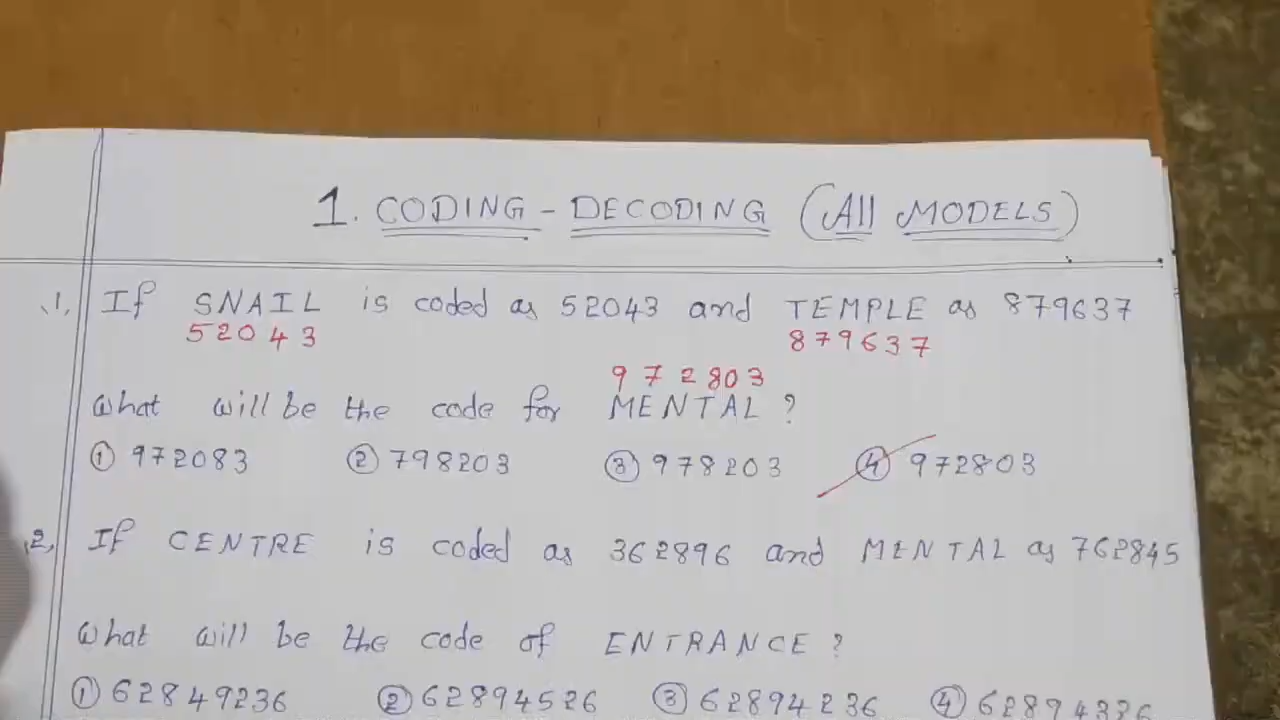 1. CODING - DECODING (All MODELS)
1, If SNAIL is coded as 52043 and TEMPLE as 879637
52043 879637
972803
What will be the code for MENTAL ?
① 972083 ② 798203 ③ 978203 ④ 972803
2, If CENTRE is coded as 362896 and MENTAL as 762845
What will be the code of ENTRANCE ?
① 62849236 ② 62894526 ③ 62894236 ④